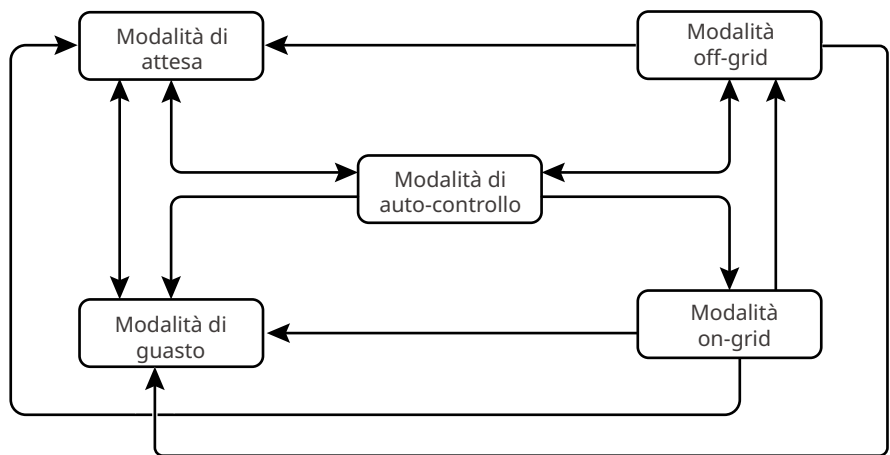 Modalità di
attesa
Modalità
off-grid
Modalità di
auto-controllo
Modalità di
guasto
Modalità
on-grid